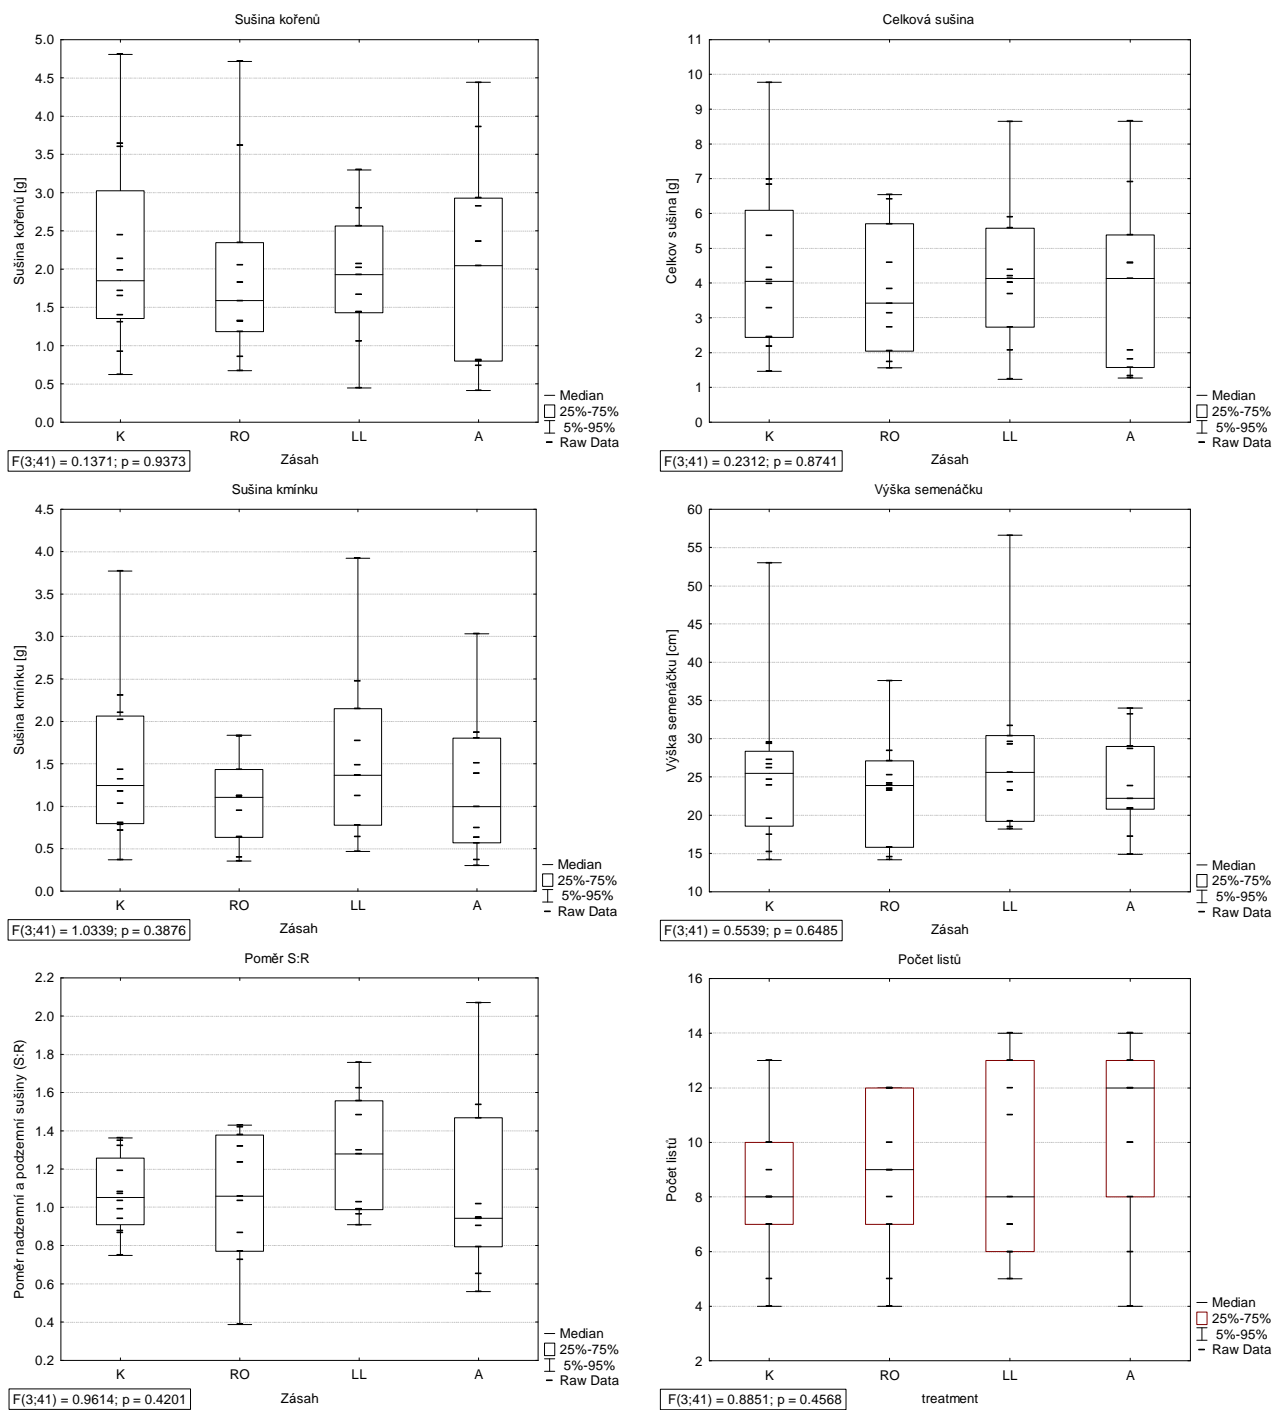 Sušina kořenů
5.0
4.5
4.0
3.5
3.0
2.5
2.0
1.5
1.0
0.5
0.0
Sušina kořenů [g]
K RO LL A
Median
25%-75%
5%-95%
Raw Data
F(3;41) = 0.1371; p = 0.9373
Zásah
Celková sušina
11
10
9
8
7
6
5
4
3
2
1
0
Celkov sušina [g]
K RO LL A
Median
25%-75%
5%-95%
Raw Data
F(3;41) = 0.2312; p = 0.8741
Zásah
Sušina kmínku
4.5
4.0
3.5
3.0
2.5
2.0
1.5
1.0
0.5
0.0
Sušina kmínku [g]
K RO LL A
Median
25%-75%
5%-95%
Raw Data
F(3;41) = 1.0339; p = 0.3876
Zásah
Výška semenáčku
60
55
50
45
40
35
30
25
20
15
10
Výška semenáčku [cm]
K RO LL A
Median
25%-75%
5%-95%
Raw Data
F(3;41) = 0.5539; p = 0.6485
Zásah
Poměr S:R
2.2
2.0
1.8
1.6
1.4
1.2
1.0
0.8
0.6
0.4
0.2
Poměr nadzemní a podzemní sušiny (S:R)
K RO LL A
Median
25%-75%
5%-95%
Raw Data
F(3;41) = 0.9614; p = 0.4201
Zásah
Počet listů
16
14
12
10
8
6
4
2
Počet listů
K RO LL A
Median
25%-75%
5%-95%
Raw Data
F(3;41) = 0.8851; p = 0.4568
treatment